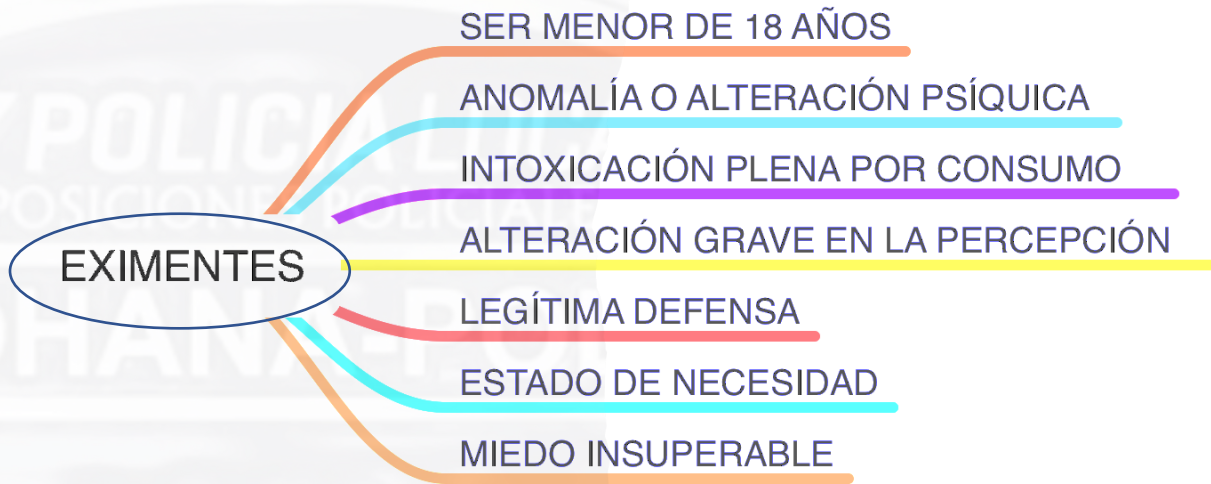 SER MENOR DE 18 AÑOS
ANOMALÍA O ALTERACIÓN PSÍQUICA
INTOXICACIÓN PLENA POR CONSUMO
ALTERACIÓN GRAVE EN LA PERCEPCIÓN
EXIMENTES
LEGÍTIMA DEFENSA
ESTADO DE NECESIDAD
MIEDO INSUPERABLE